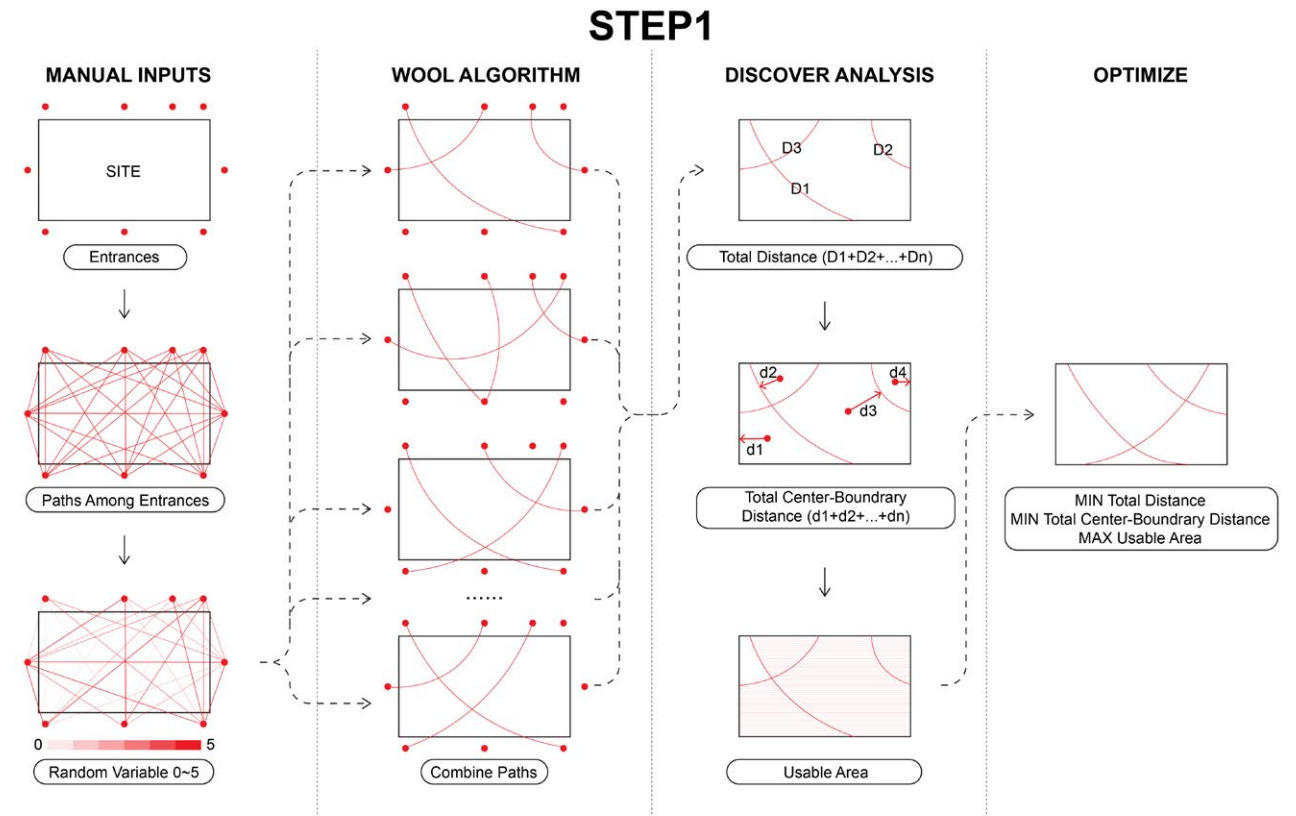 STEP1
MANUAL INPUTS
SITE
Entrances
Paths Among Entrances
0 5
Random Variable 0~5
WOOL ALGORITHM
......
Combine Paths
DISCOVER ANALYSIS
D3
D2
D1
Total Distance (D1+D2+...+Dn)
d2
d4
d3
d1
Total Center-Boundary
Distance (d1+d2+...+dn)
Usable Area
OPTIMIZE
MIN Total Distance
MIN Total Center-Boundary Distance
MAX Usable Area